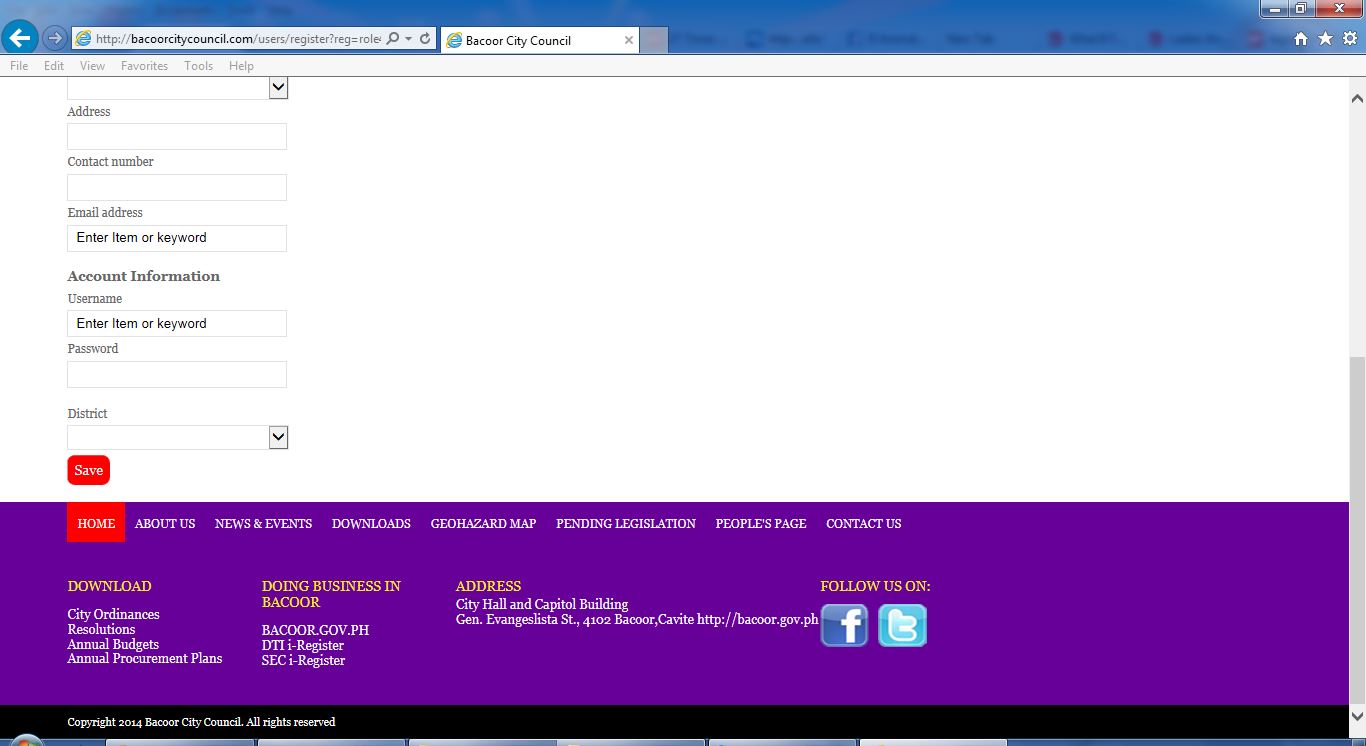 http://bacoorcitycouncil.com/users/register?reg=role
Bacoor City Council
File Edit View Favorites Tools Help
Address
Contact number
Email address
Enter Item or keyword
Account Information
Username
Enter Item or keyword
Password
District
Save
HOME ABOUT US NEWS & EVENTS DOWNLOADS GEOHAZARD MAP PENDING LEGISLATION PEOPLE'S PAGE CONTACT US
DOWNLOAD
City Ordinances
Resolutions
Annual Budgets
Annual Procurement Plans
DOING BUSINESS IN
BACOOR
BACOOR.GOV.PH
DTI i-Register
SEC i-Register
ADDRESS
City Hall and Capitol Building
Gen. Evangeslista St., 4102 Bacoor,Cavite http://bacoor.gov.ph
FOLLOW US ON:
Copyright 2014 Bacoor City Council. All rights reserved